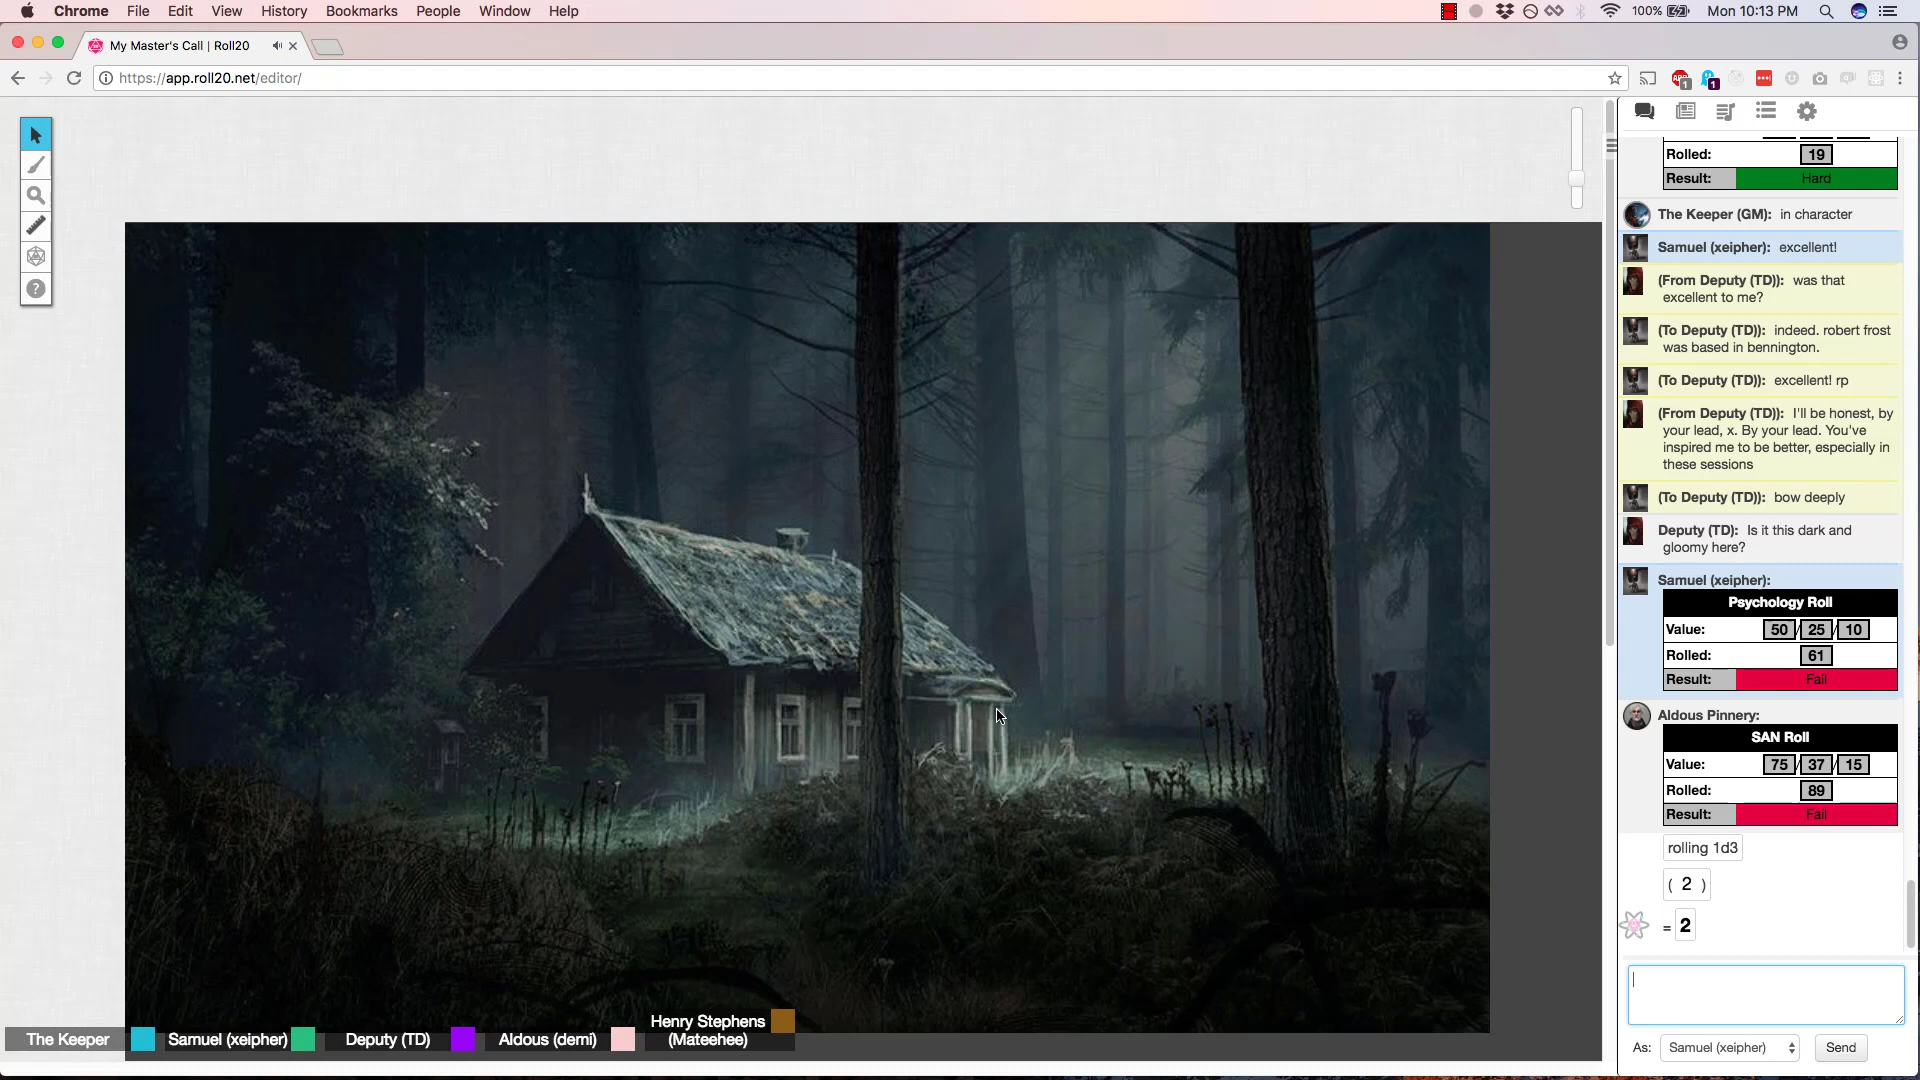 Chrome File Edit View History Bookmarks People Window Help 100% Mon 10:13 PM
My Master's Call | Roll20
https://app.roll20.net/editor/
1 1
Rolled: 19
Result: Hard
The Keeper (GM): in character
Samuel (xeipher): excellent!
(From Deputy (TD)): was that
excellent to me?
(To Deputy (TD)): indeed. robert frost
was based in bennington.
(To Deputy (TD)): excellent! rp
(From Deputy (TD)): I'll be honest, by
your lead, x. By your lead. You've
inspired me to be better, especially in
these sessions
(To Deputy (TD)): bow deeply
Deputy (TD): Is it this dark and
gloomy here?
Samuel (xeipher):
Psychology Roll
Value: 50 / 25 / 10
Rolled: 61
Result: Fail
Aldous Pinnery:
SAN Roll
Value: 75 / 37 / 15
Rolled: 89
Result: Fail
rolling 1d3
( 2 )
= 2
As: Samuel (xeipher) Send
The Keeper Samuel (xeipher) Deputy (TD) Aldous (demi) Henry Stephens
(Mateehee)